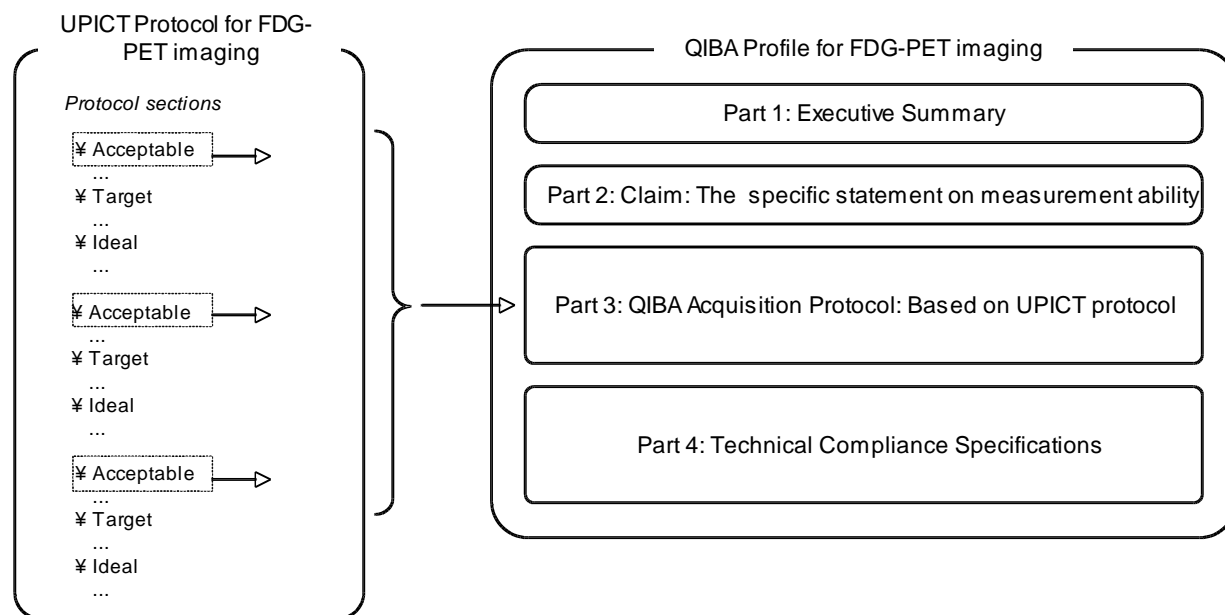 UPICT Protocol for FDG-
PET imaging
Protocol sections
¥ Acceptable
...
¥ Target
...
¥ Ideal
...
¥ Acceptable
...
¥ Target
...
¥ Ideal
...
¥ Acceptable
...
¥ Target
...
¥ Ideal
...
QIBA Profile for FDG-PET imaging
Part 1: Executive Summary
Part 2: Claim: The specific statement on measurement ability
Part 3: QIBA Acquisition Protocol: Based on UPICT protocol
Part 4: Technical Compliance Specifications